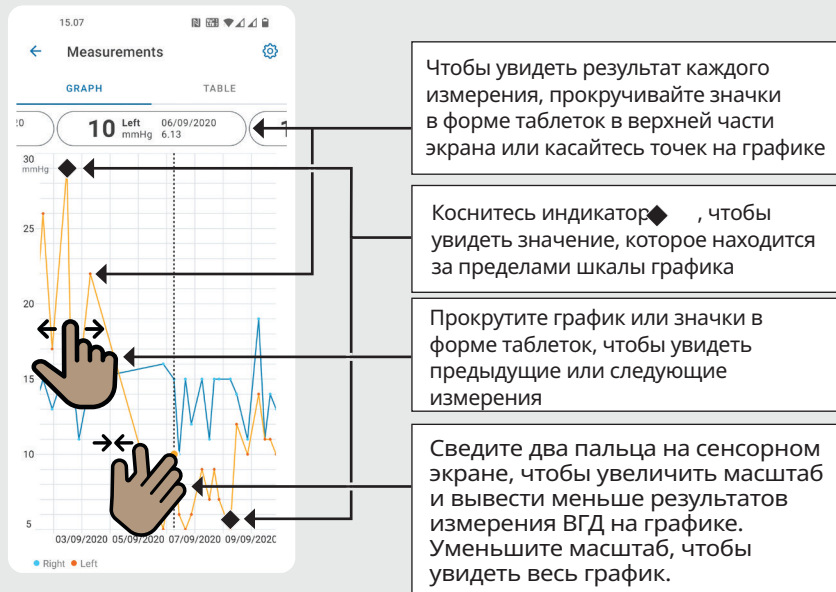 15.07
Measurements
GRAPH
TABLE
10 Left 06/09/2020
mmHg 6.13
30
mmHg
25
20
15
10
5
03/09/2020 05/09/2020 07/09/2020 09/09/2020
Right Left
Чтобы увидеть результат каждого
измерения, прокручивайте значки
в форме таблеток в верхней части
экрана или касайтесь точек на графике
Коснитесь индикатор , чтобы
увидеть значение, которое находится
за пределами шкалы графика
Прокрутите график или значки в
форме таблеток, чтобы увидеть
предыдущие или следующие
измерения
Сведите два пальца на сенсорном
экране, чтобы увеличить масштаб
и вывести меньше результатов
измерения ВГД на графике.
Уменьшите масштаб, чтобы
увидеть весь график.